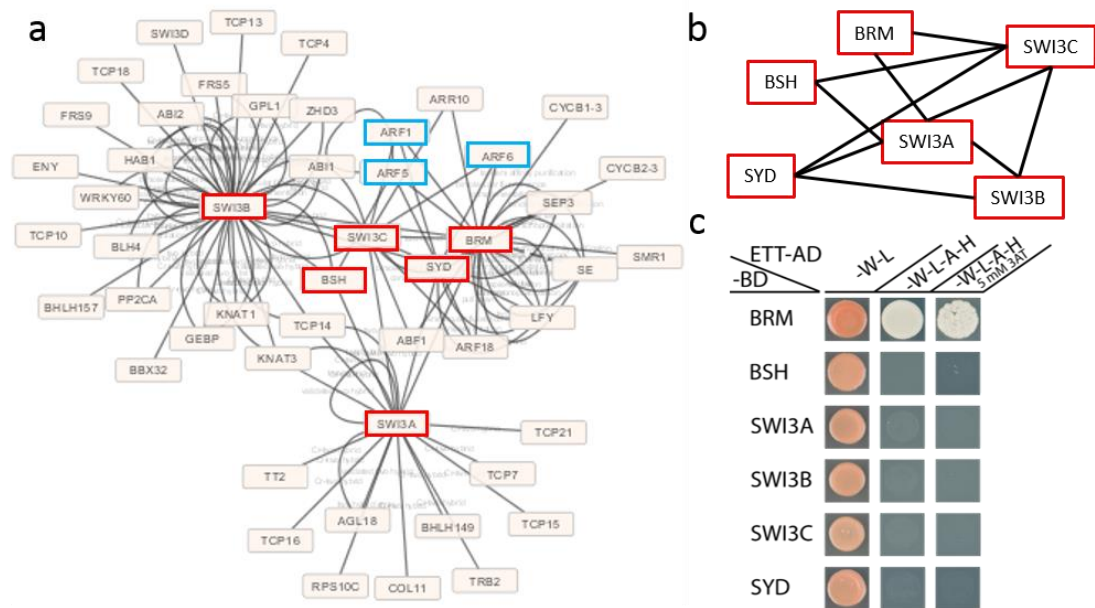 a
TCP13
SWI3D
TCP4
TCP18
FRS5
GPL1
ZHD3
ARR10
CYCB1-3
FRS9
ABI2
ARF1
HAB1
ABI1
ARF5
ARF6
ENY
CYCB2-3
WRKY60
SWI3B
SEP3
TCP10
BLH4
SWI3C
BRM
SYD
SE
SMR1
BSH
BHLH157
PP2CA
KNAT1
TCP14
LFY
GEBP
KNAT3
ABF1
ARF18
BBX32
SWI3A
TCP21
TT2
TCP7
AGL18
BHLH149
TCP15
TCP16
RPS10C
COL11
TRB2
b
BRM
SWI3C
BSH
SWI3A
SYD
SWI3B
c
ETT-AD
-BD
-W-L
-W-L-A-H
-W-L-A-H
5 mM 3AT
BRM
BSH
SWI3A
SWI3B
SWI3C
SYD